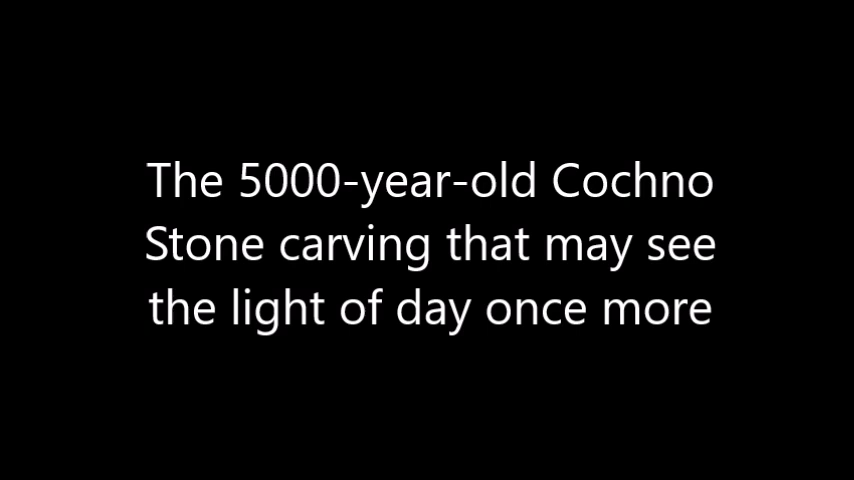 The 5000-year-old Cochno
Stone carving that may see
the light of day once more